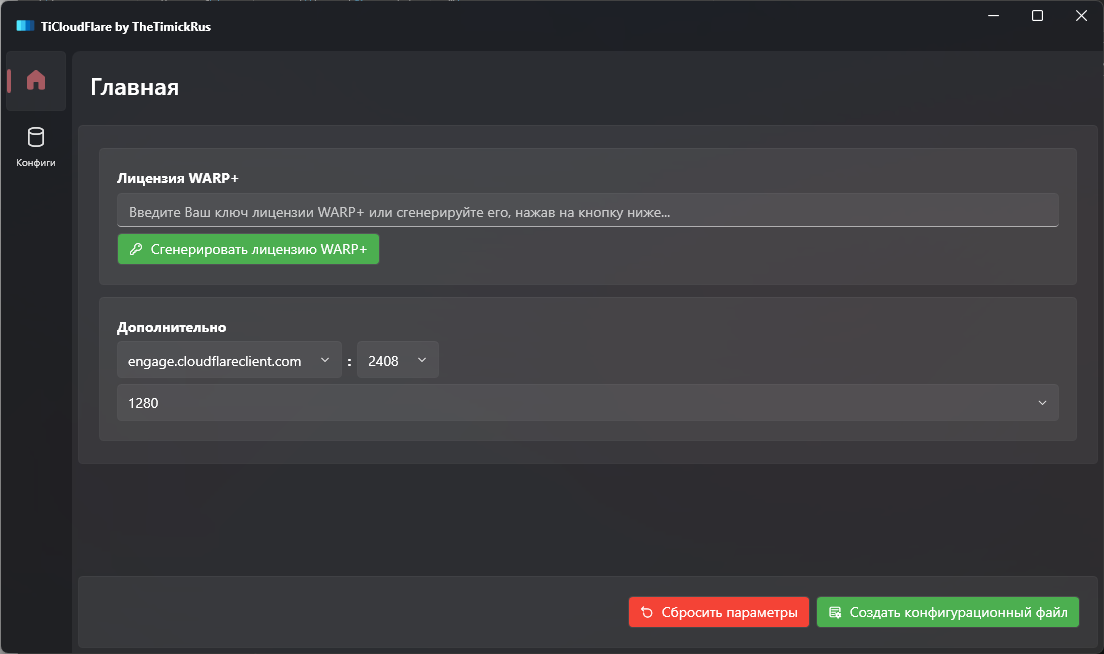 TiCloudFlare by TheTimickRus
Главная
Конфиги
Лицензия WARP+
Введите Ваш ключ лицензии WARP+ или сгенерируйте его, нажав на кнопку ниже...
Сгенерировать лицензию WARP+
Дополнительно
engage.cloudflareclient.com : 2408
1280
Сбросить параметры Создать конфигурационный файл